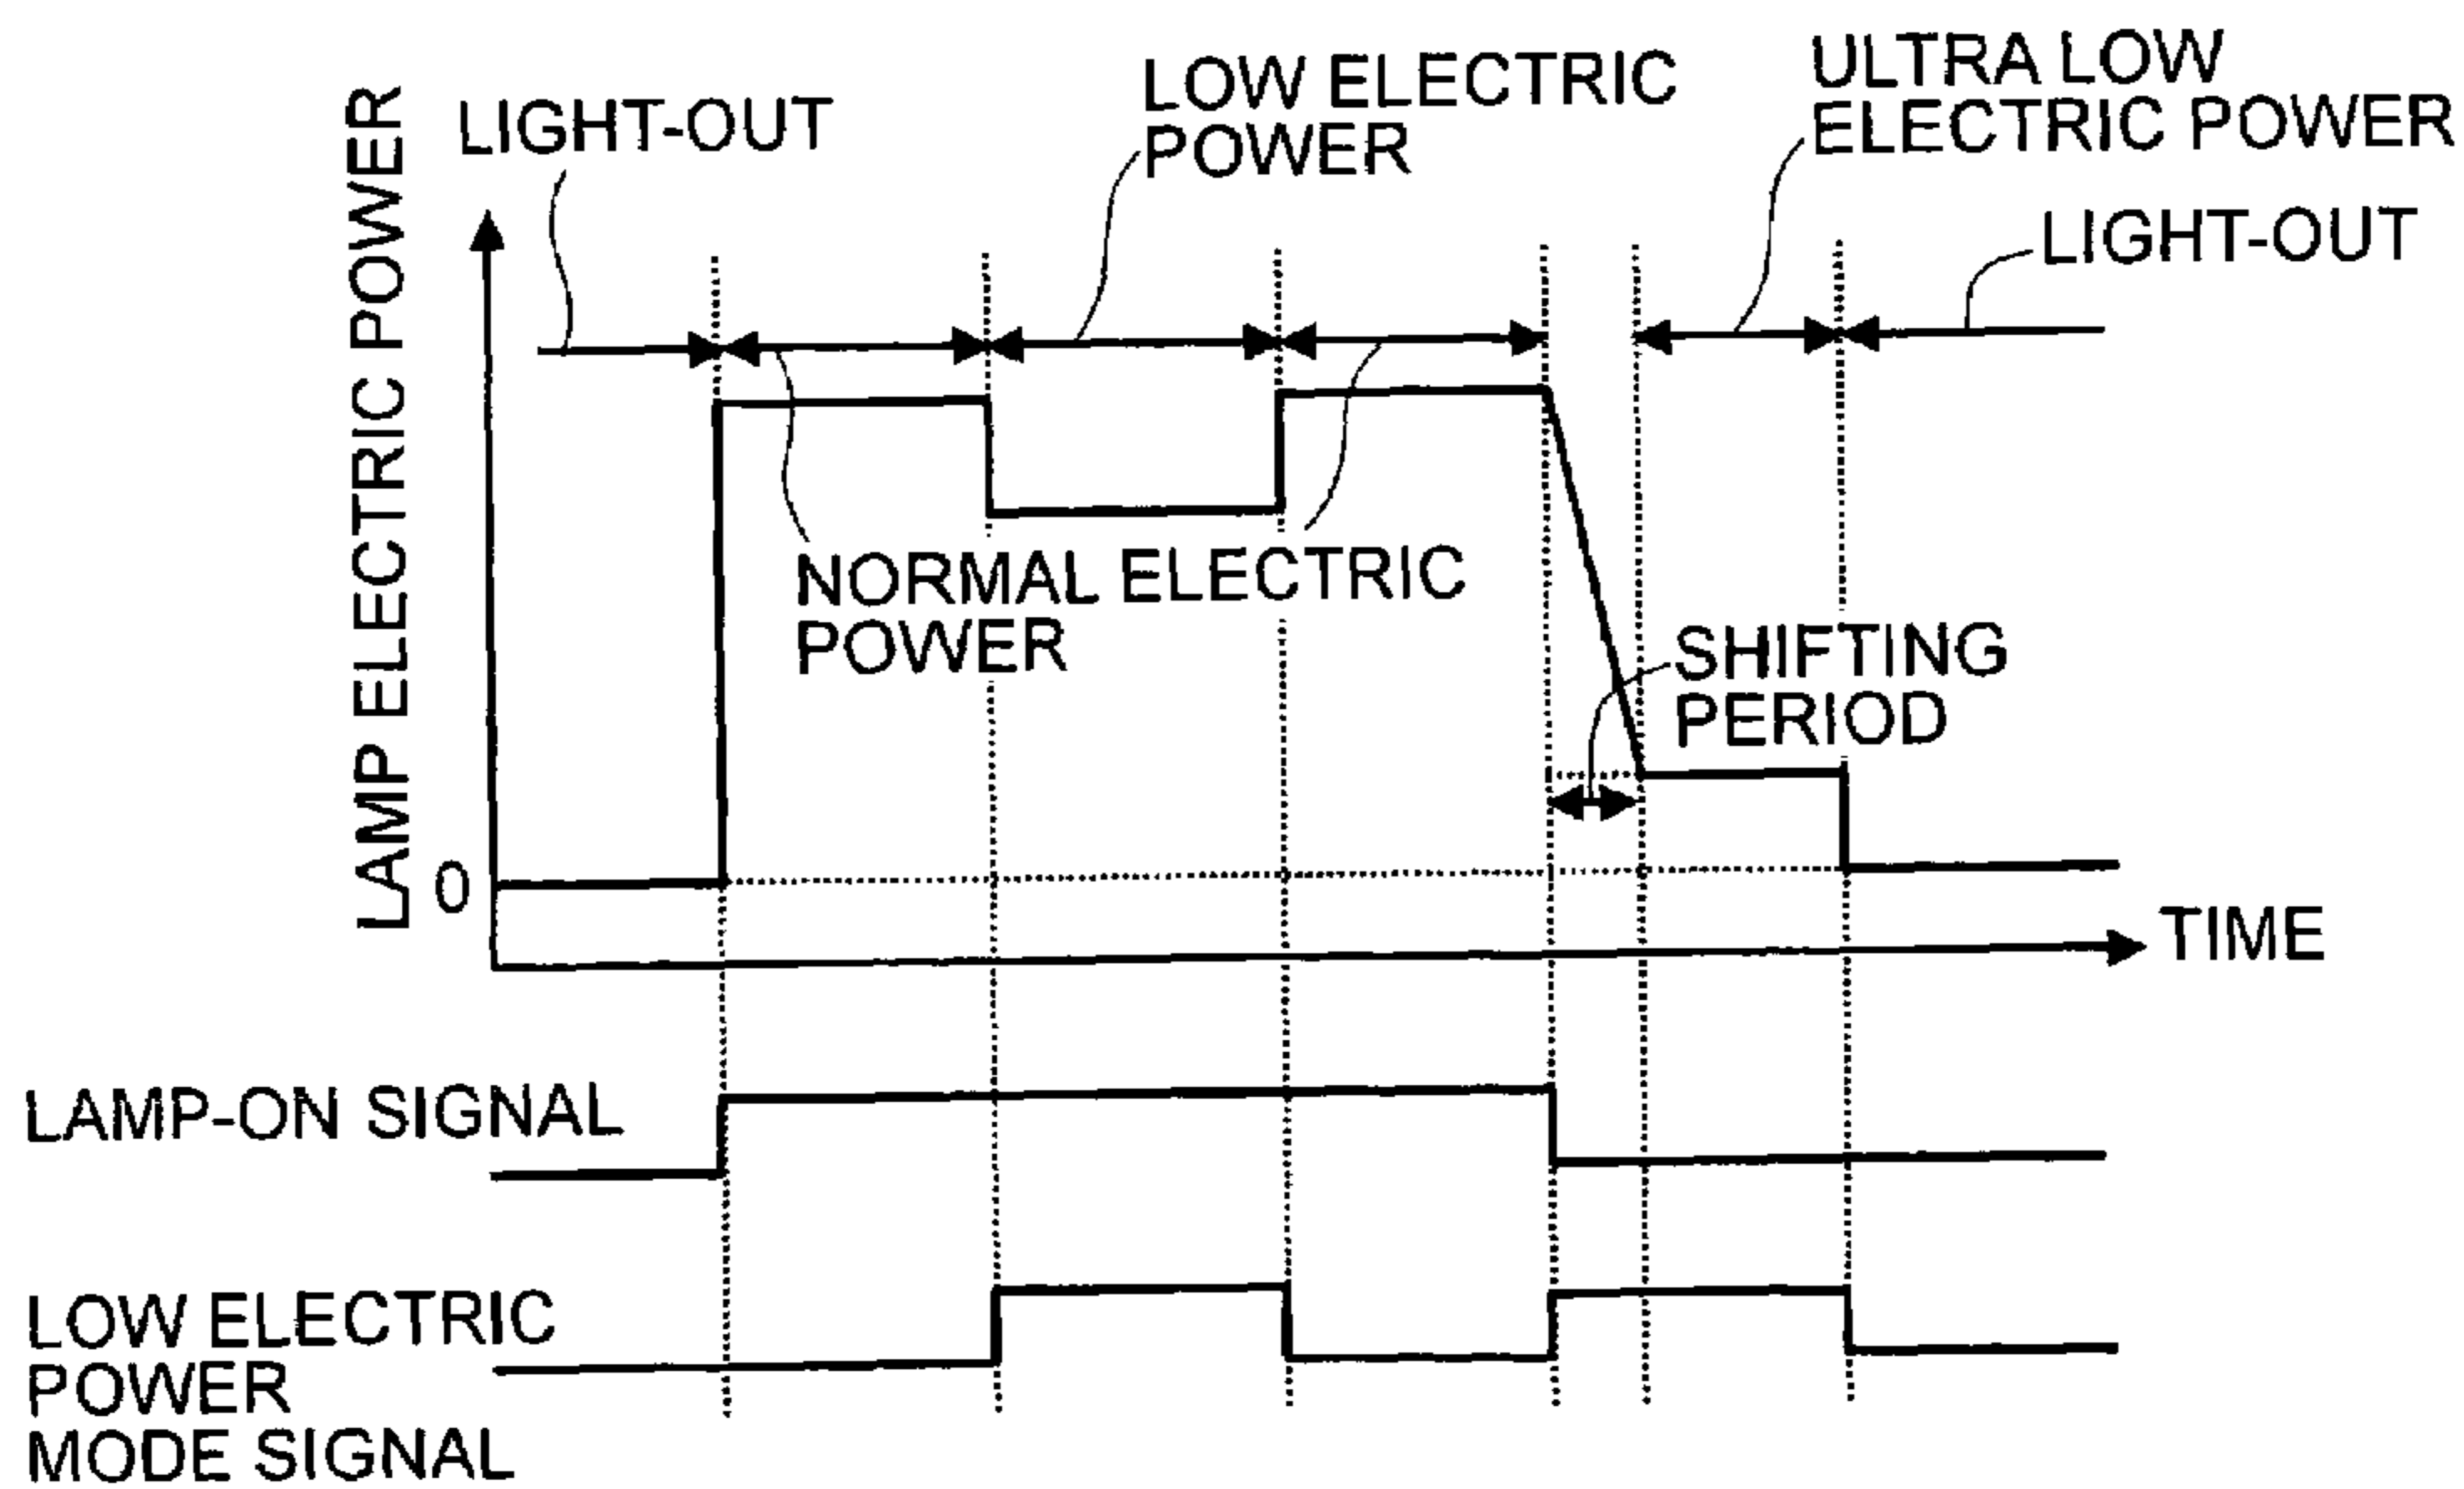 LAMP ELECTRIC POWER
LIGHT-OUT
LOW ELECTRIC
POWER
ULTRA LOW
ELECTRIC POWER
LIGHT-OUT
NORMAL ELECTRIC
POWER
SHIFTING
PERIOD
0
TIME
LAMP-ON SIGNAL
LOW ELECTRIC
POWER
MODE SIGNAL